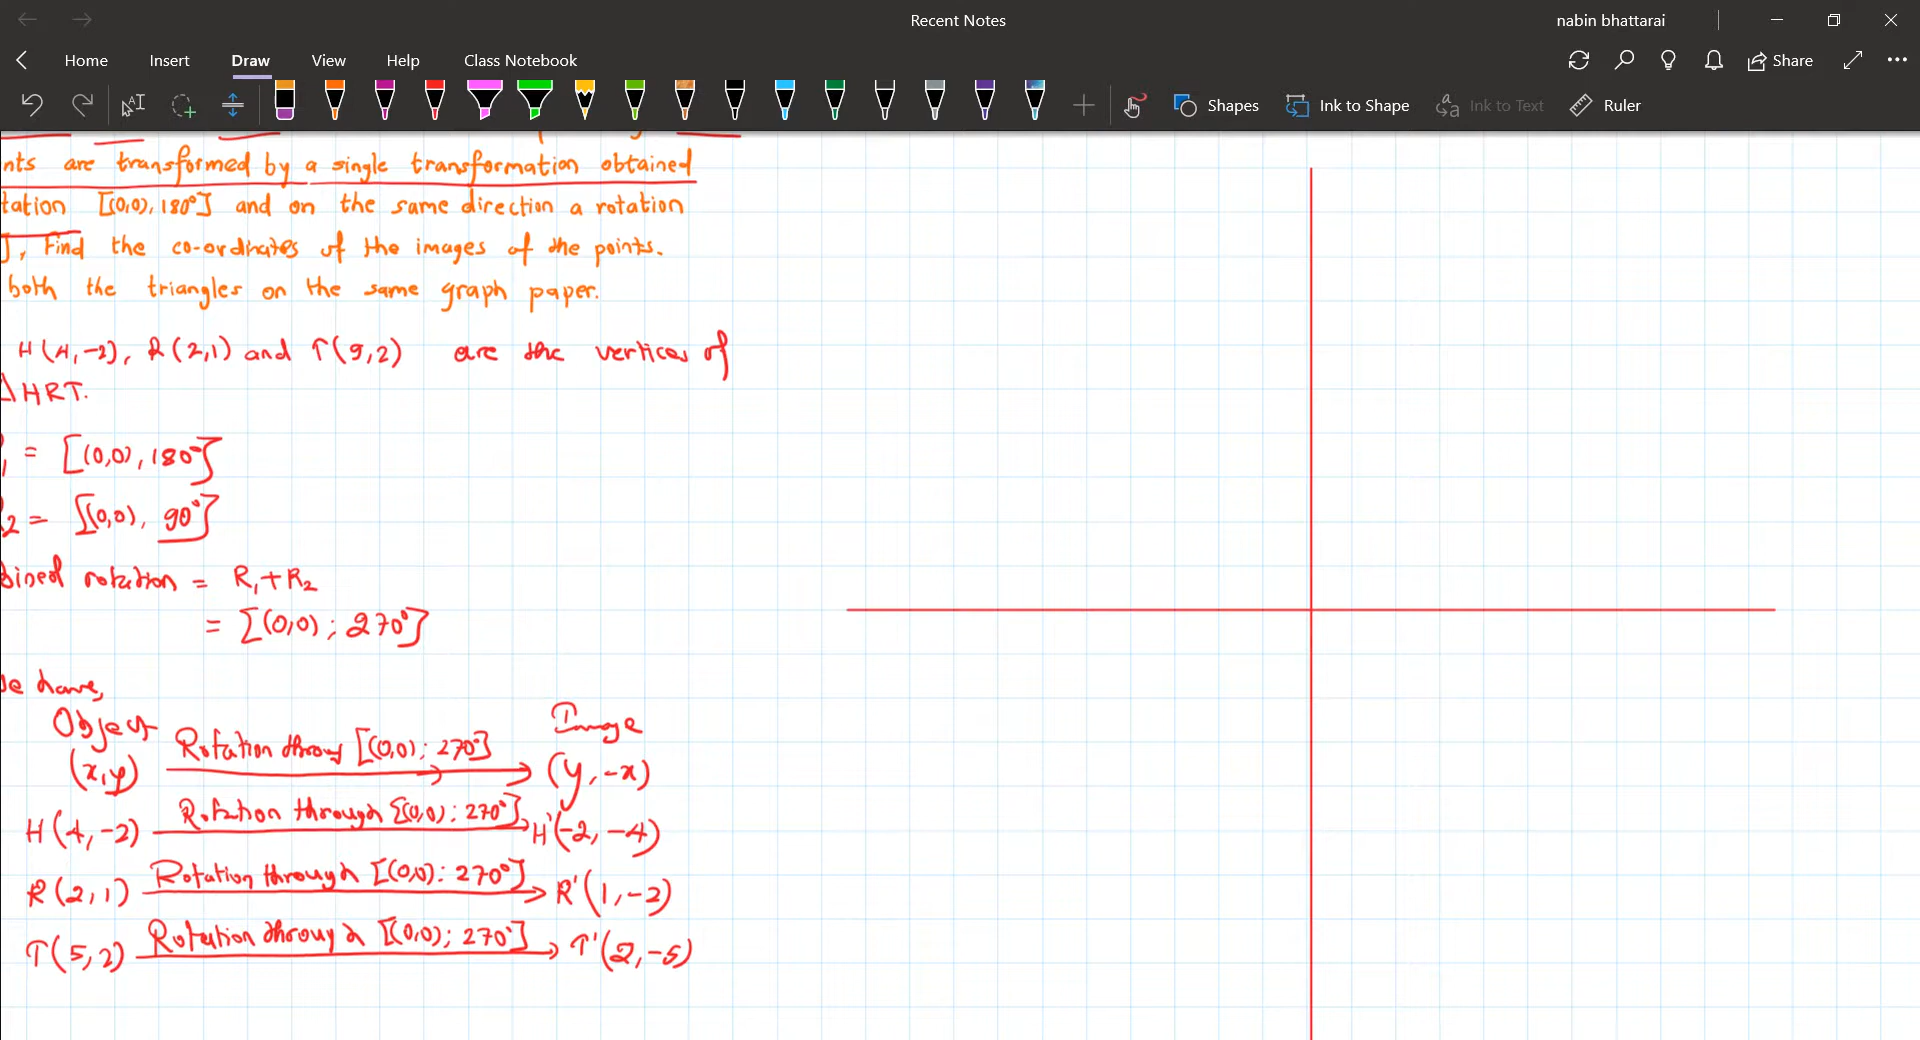 Recent Notes
nabin bhattarai
Home Insert Draw View Help Class Notebook
Share
Shapes Ink to Shape Ink to Text Ruler
nts are transformed by a single transformation obtained
tation [(0,0), 180°] and on the same direction a rotation
], Find the co-ordinates of the images of the points.
both the triangles on the same graph paper.
H(4,-2), R(2,1) and T(5,2) are the vertices of
ΔHRT.
1 = [(0,0), 180°]
2 = [(0,0), 90°]
bined rotation = R₁+R₂
= [(0,0); 270°]
we have,
Object Image
(x,y) Rotation throug [(0,0); 270°] (y,-x)
H(4,-2) Rotation through [(0,0); 270°] H'(-2,-4)
R(2,1) Rotation through [(0,0); 270°] R'(1,-2)
T(5,2) Rotation through [(0,0); 270°] T'(2,-5)